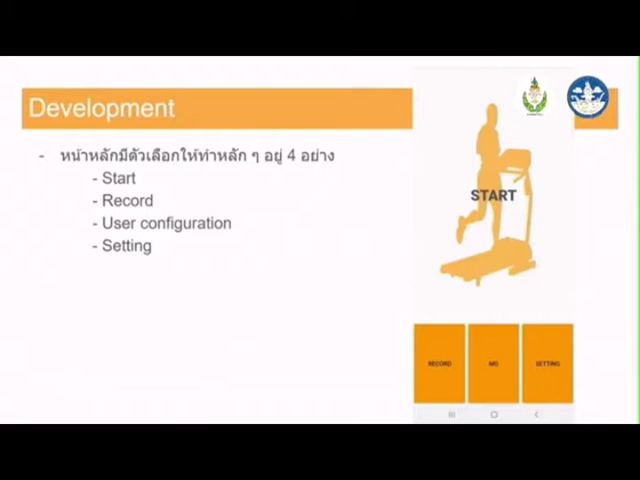 Development
- หน้าหลักมีตัวเลือกให้ทำหลัก ๆ อยู่ 4 อย่าง
- Start
- Record
- User configuration
- Setting
START
RECORD
SETTING